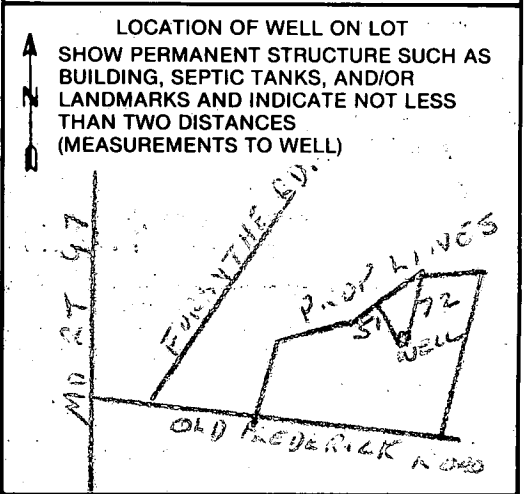 LOCATION OF WELL ON LOT
SHOW PERMANENT STRUCTURE SUCH AS
BUILDING, SEPTIC TANKS, AND/OR
LANDMARKS AND INDICATE NOT LESS
THAN TWO DISTANCES
(MEASUREMENTS TO WELL)
N
MD RT 97
FORSYTHE RD.
PROP LINES
51
72
WELL
OLD FREDERICK ROAD